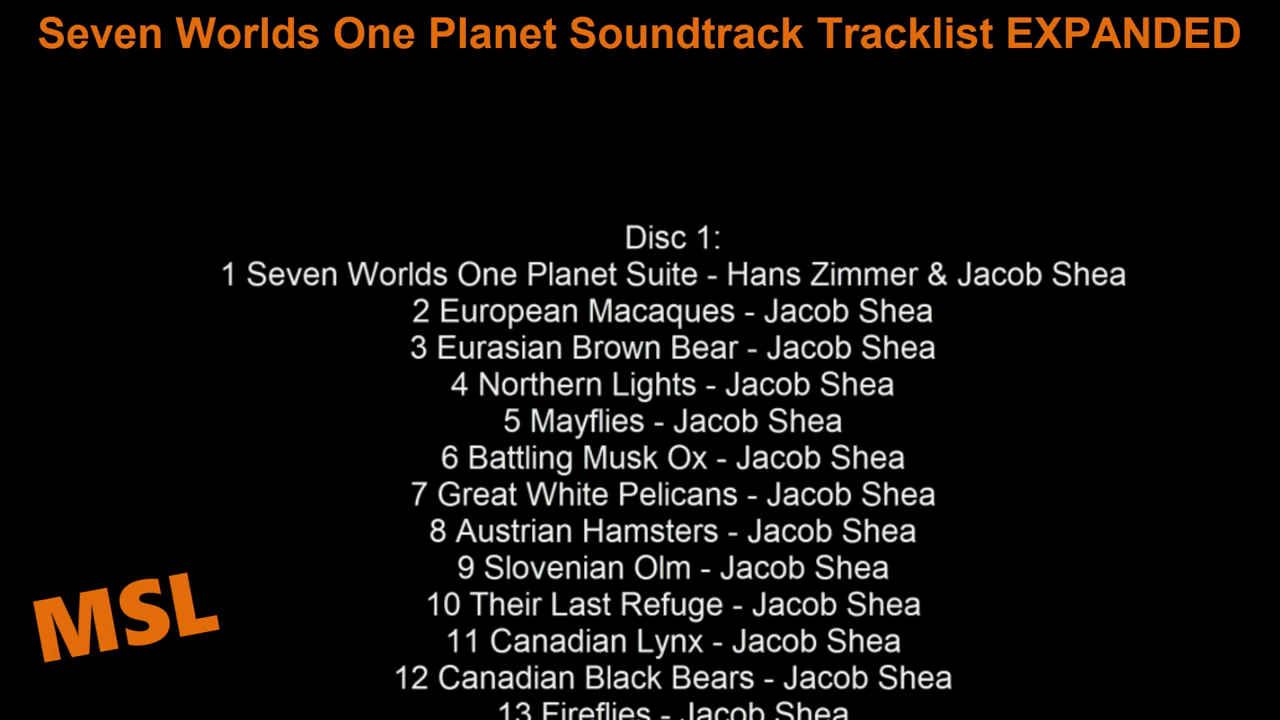 Seven Worlds One Planet Soundtrack Tracklist EXPANDED
Disc 1:
1 Seven Worlds One Planet Suite - Hans Zimmer & Jacob Shea
2 European Macaques - Jacob Shea
3 Eurasian Brown Bear - Jacob Shea
4 Northern Lights - Jacob Shea
5 Mayflies - Jacob Shea
6 Battling Musk Ox - Jacob Shea
7 Great White Pelicans - Jacob Shea
8 Austrian Hamsters - Jacob Shea
9 Slovenian Olm - Jacob Shea
10 Their Last Refuge - Jacob Shea
11 Canadian Lynx - Jacob Shea
12 Canadian Black Bears - Jacob Shea
13 Fireflies - Jacob Shea
MSL